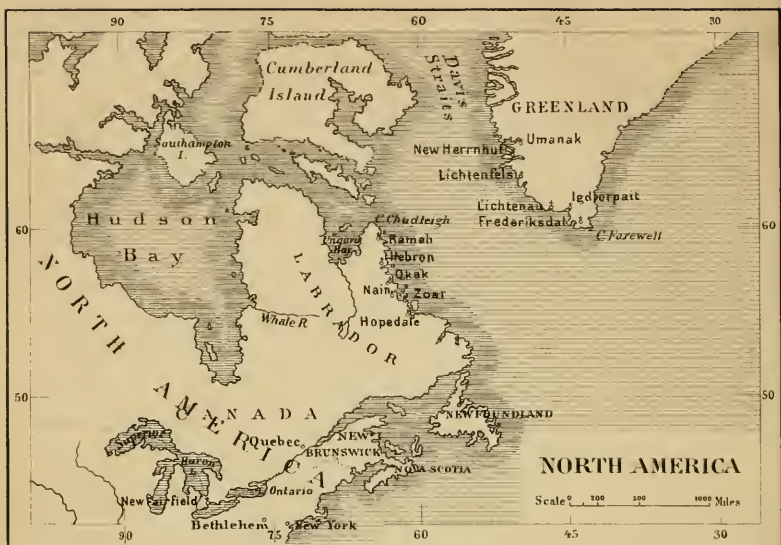 90 75 60 45 30
Cumberland
Island
Davis
Straits
GREENLAND
Southampton
I.
Umanak
New Herrnhut
Lichtenfels
Hudson
Bay
Lichtenau
Igdlorpait
Frederiksdal
C. Farewell
60
60
C. Chudleigh
Ungava
Bay
Ramah
Hebron
Okak
Nain
Zoar
Hopedale
LABRADOR
Whale R.
NORTH AMERICA
50
50
CANADA
NEWFOUNDLAND
Superior
Huron
L.
Quebec
NEW
BRUNSWICK
NOVA SCOTIA
New Fairfield
L. Ontario
Bethlehem
New York
NORTH AMERICA
Scale 0 200 500 1000 Miles
90 75 60 45 30